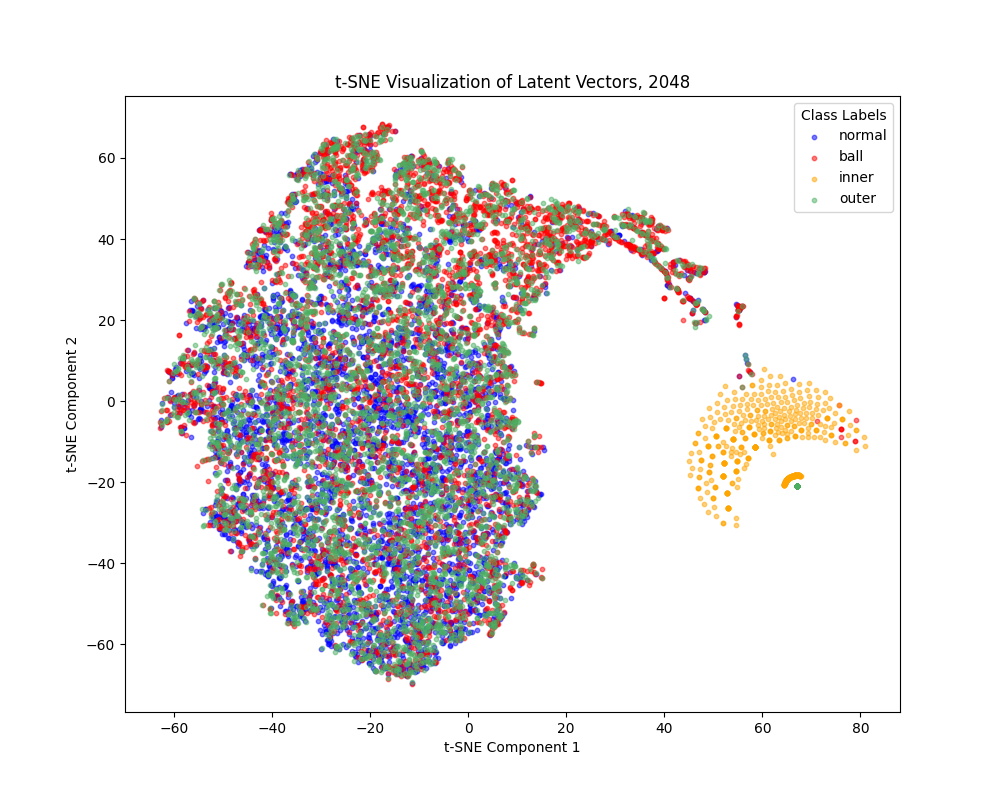 t-SNE Visualization of Latent Vectors, 2048
Class Labels
normal
ball
inner
outer
60
40
20
0
−20
−40
−60
t-SNE Component 2
−60 −40 −20 0 20 40 60 80
t-SNE Component 1